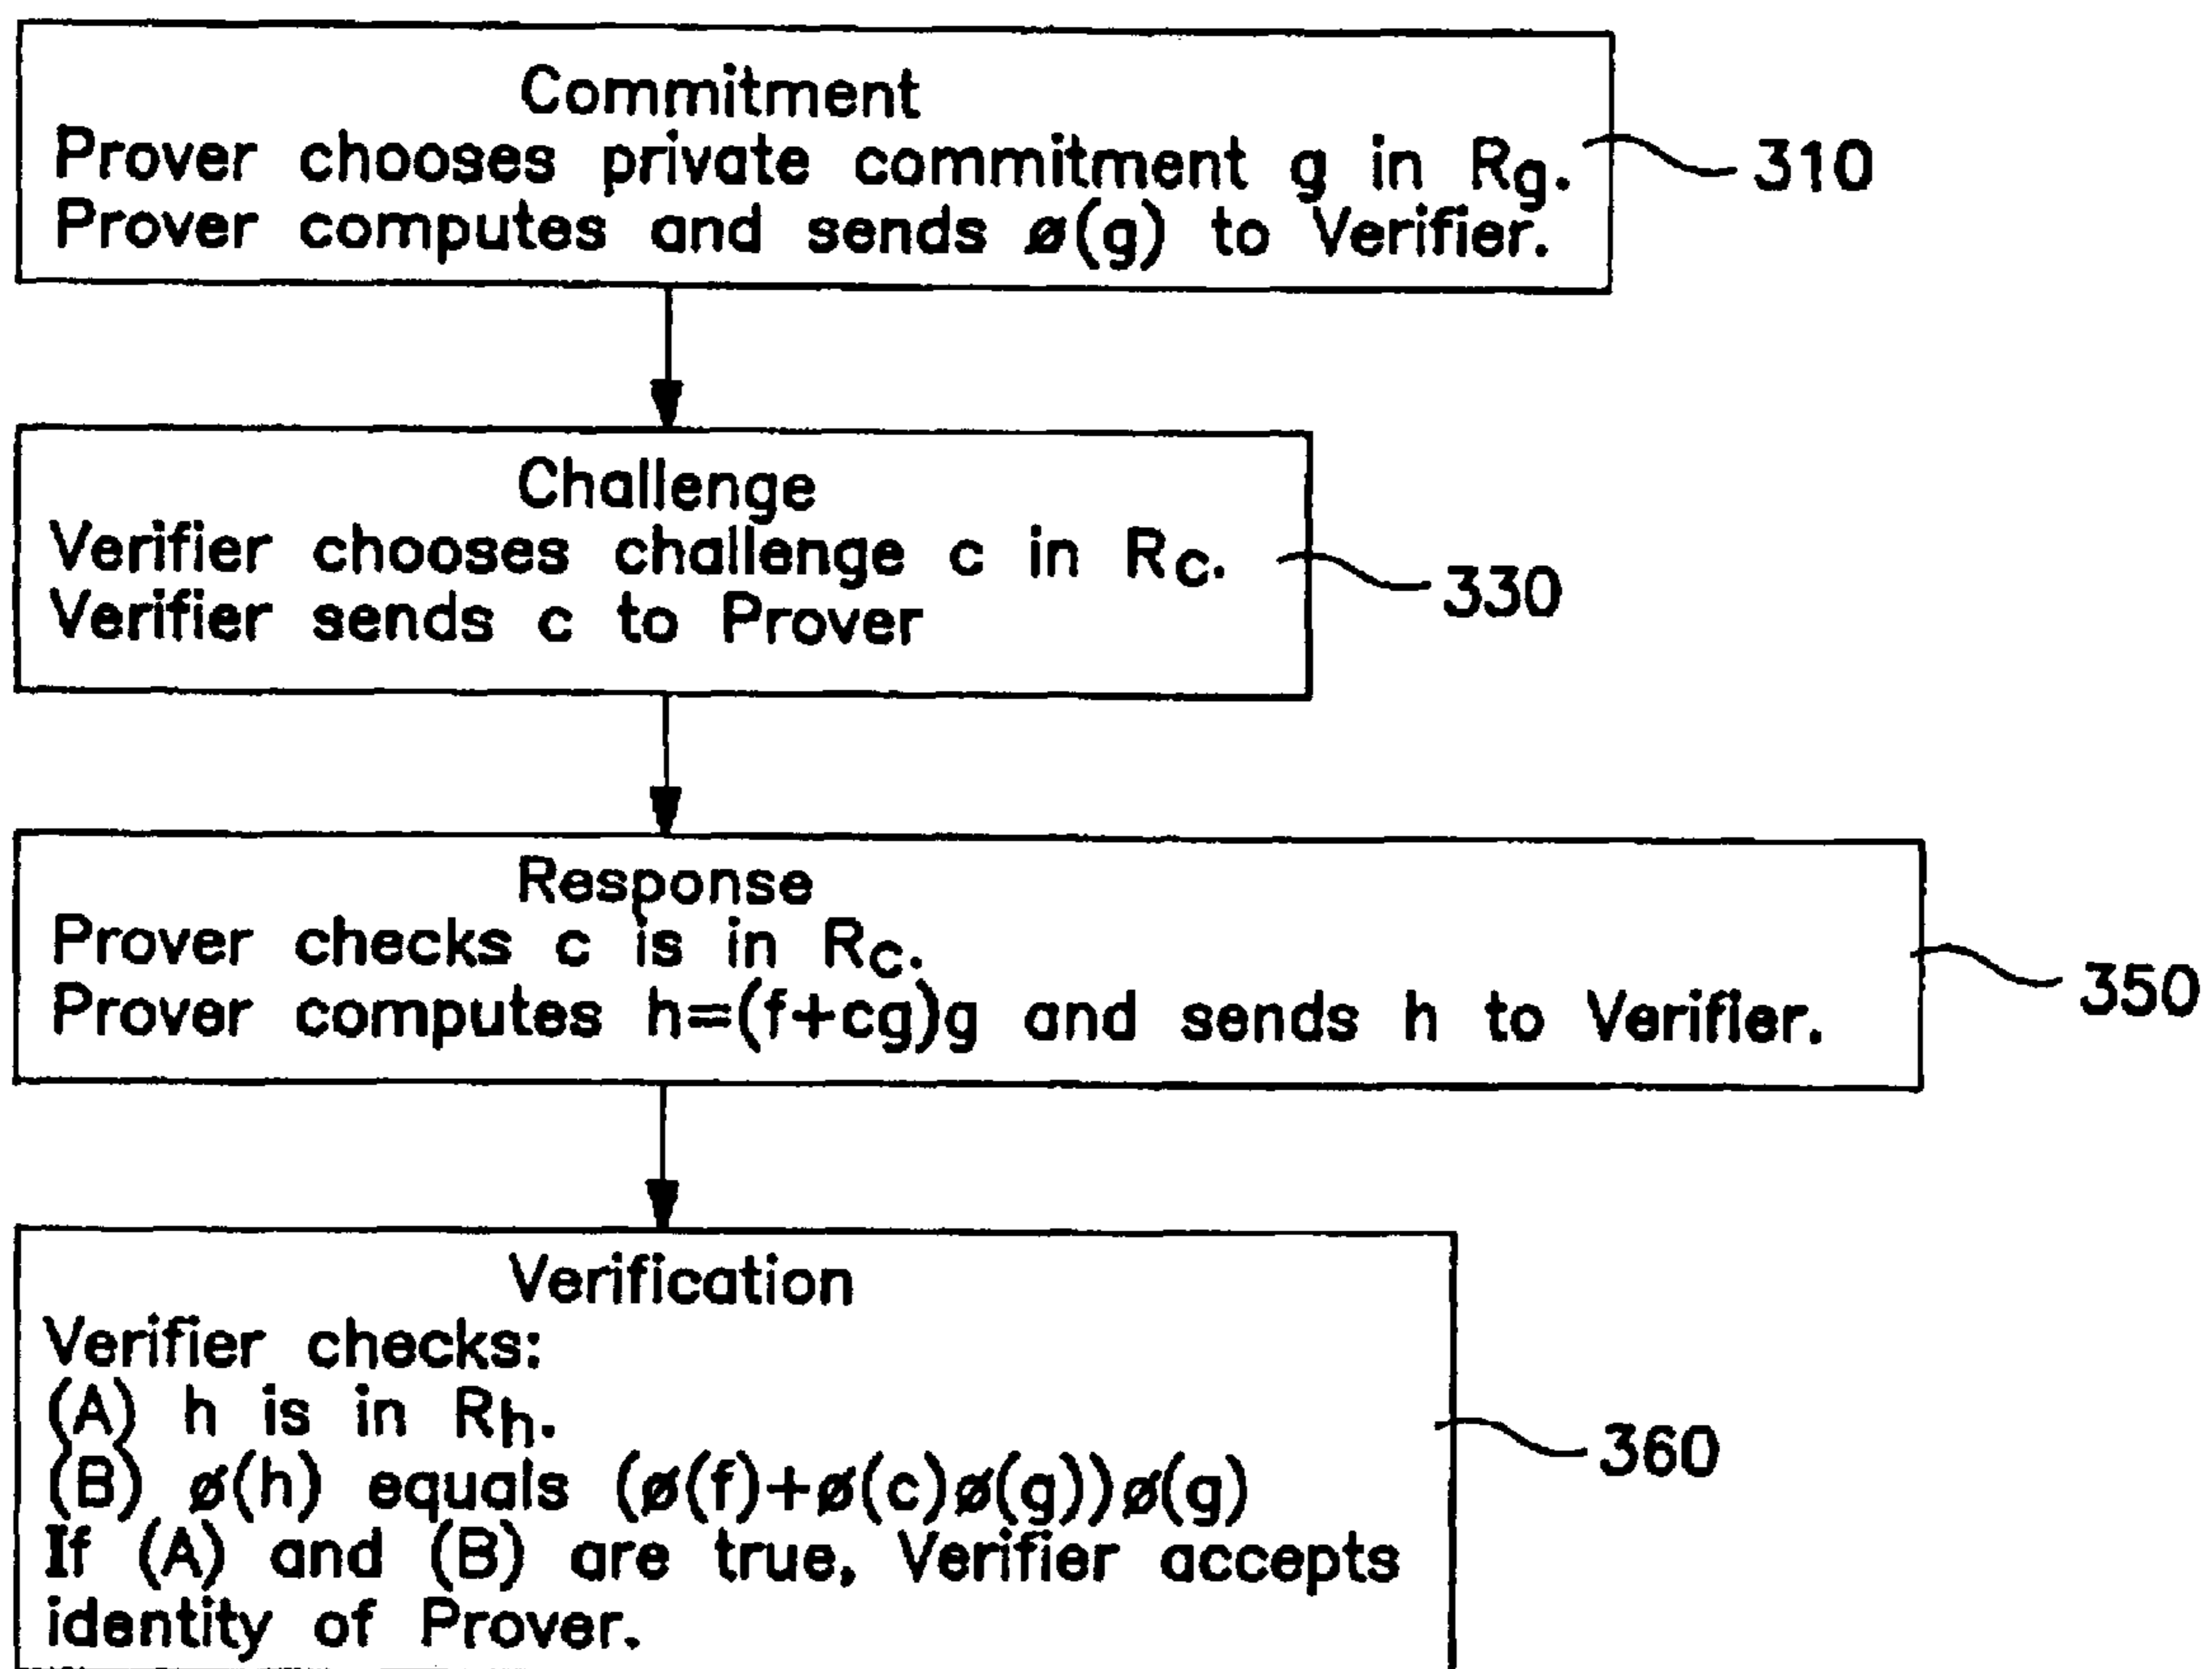 Commitment
Prover chooses private commitment g in Rg.
Prover computes and sends ø(g) to Verifier.
310
Challenge
Verifier chooses challenge c in Rc.
Verifier sends c to Prover
330
Response
Prover checks c is in Rc.
Prover computes h=(f+cg)g and sends h to Verifier.
350
Verification
Verifier checks:
(A) h is in Rh.
(B) ø(h) equals (ø(f)+ø(c)ø(g))ø(g)
If (A) and (B) are true, Verifier accepts
identity of Prover.
360